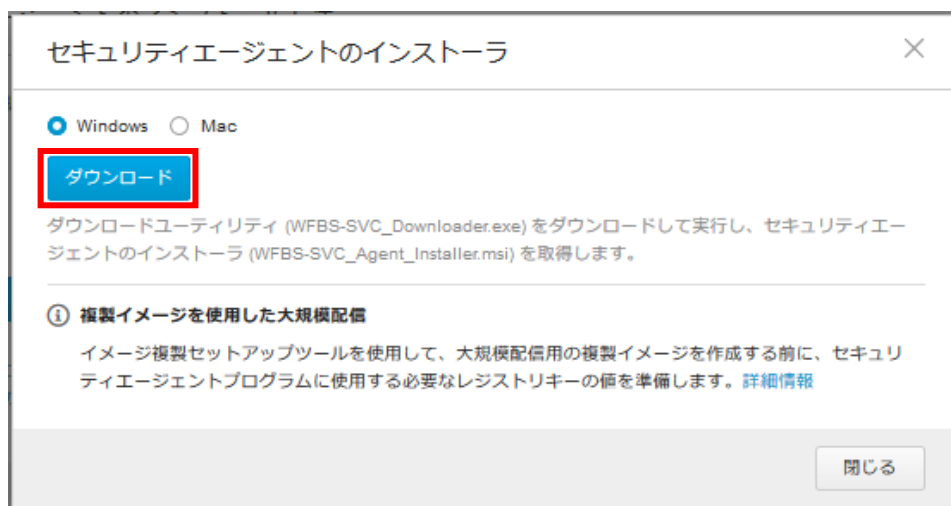 セキュリティエージェントのインストーラ
Windows Mac
ダウンロード
ダウンロードユーティリティ (WFBS-SVC_Downloader.exe) をダウンロードして実行し、セキュリティエー
ジェントのインストーラ (WFBS-SVC_Agent_Installer.msi) を取得します。
複製イメージを使用した大規模配信
イメージ複製セットアップツールを使用して、大規模配信用の複製イメージを作成する前に、セキュリ
ティエージェントプログラムに使用する必要なレジストリキーの値を準備します。詳細情報
閉じる